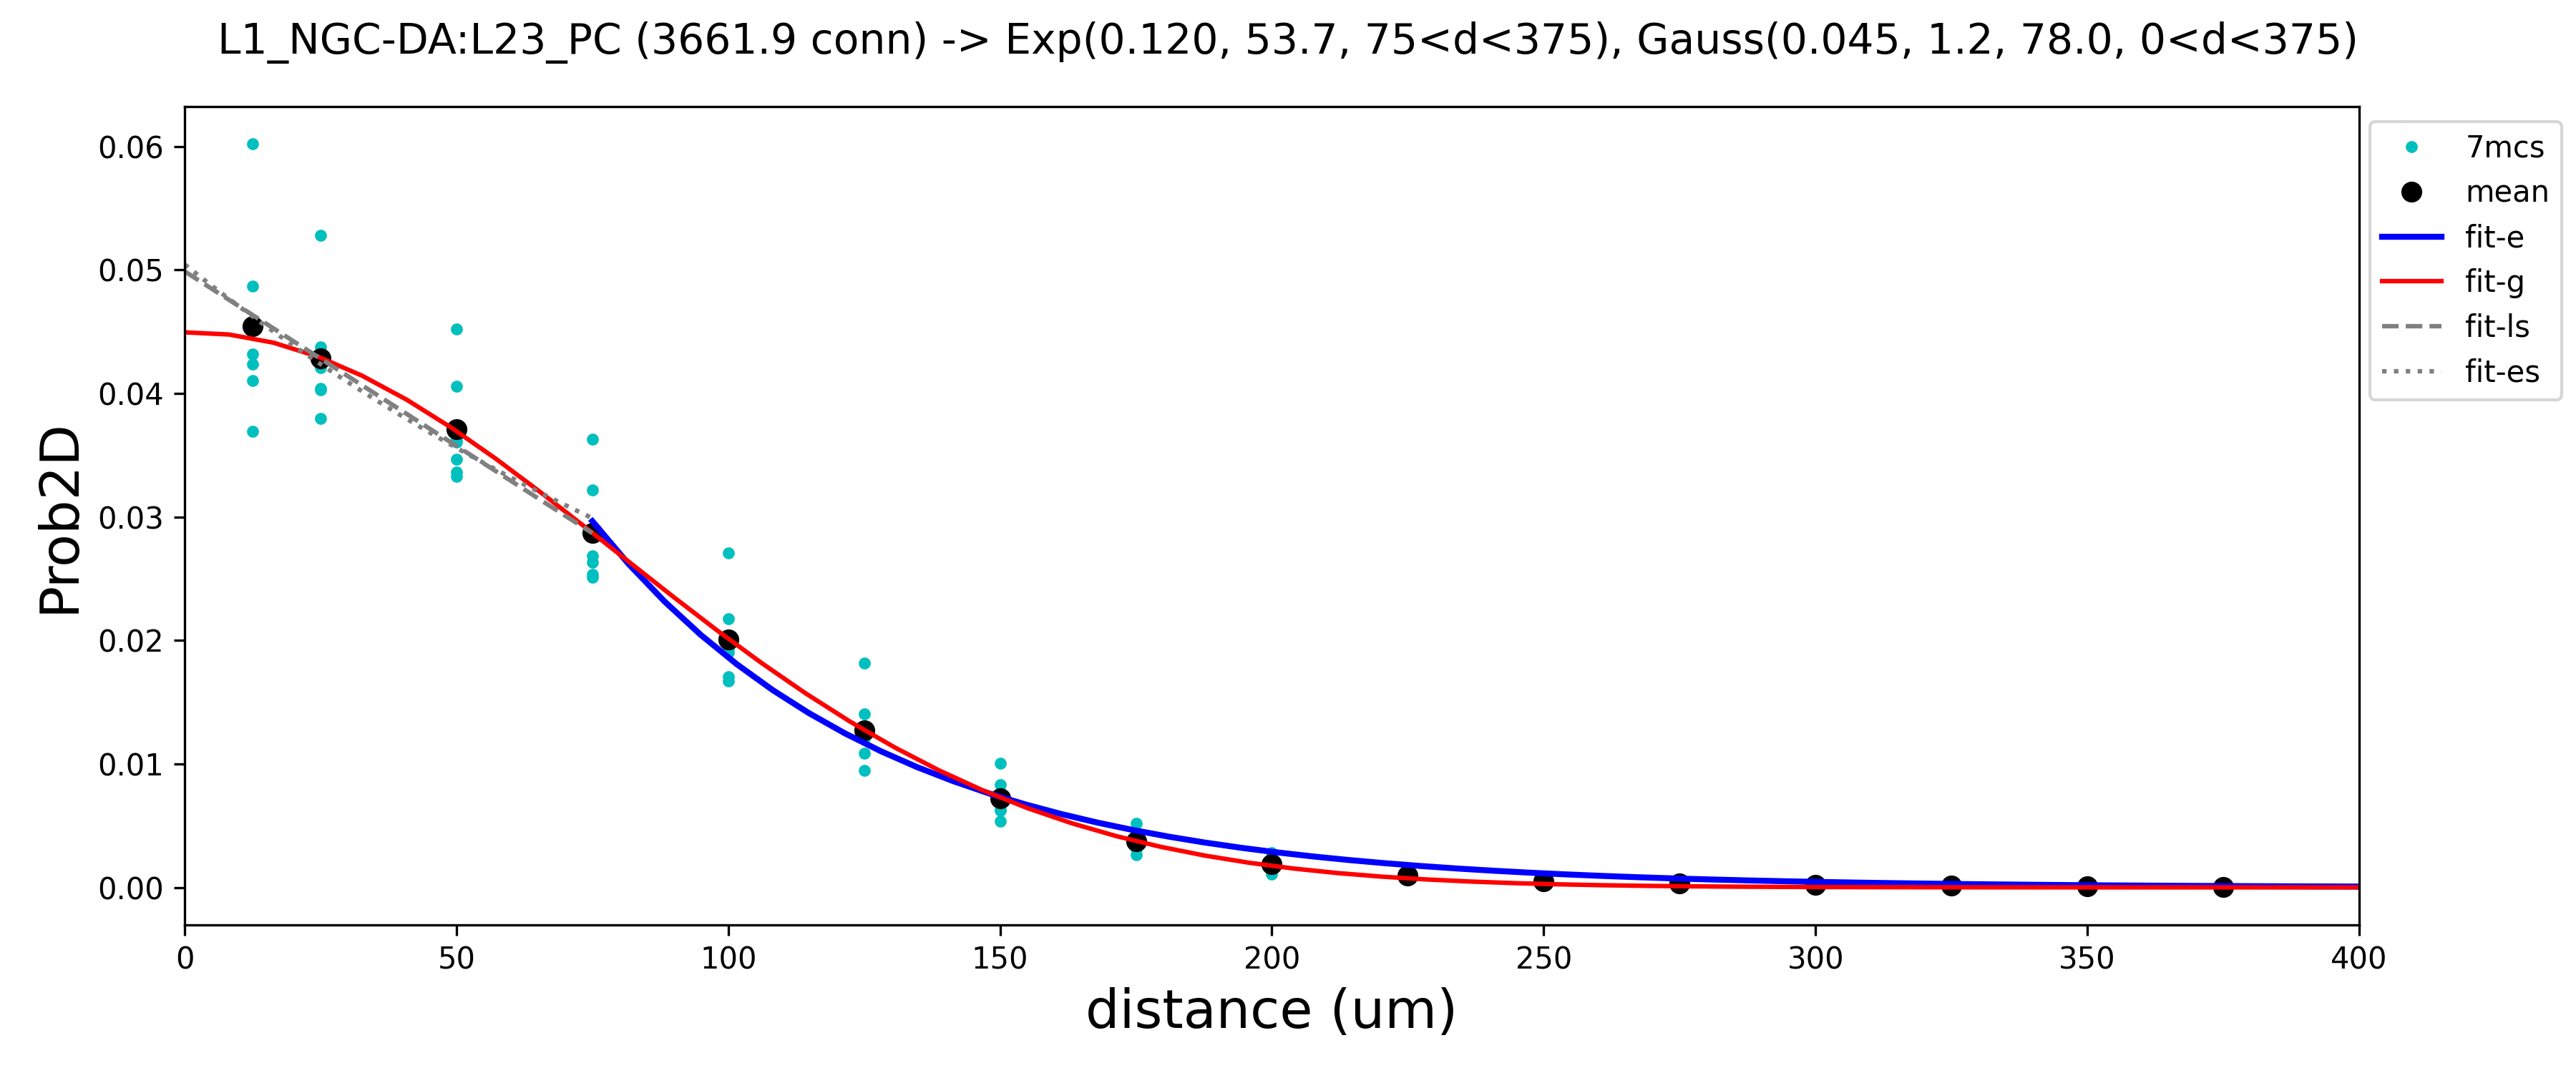 L1_NGC-DA:L23_PC (3661.9 conn) -> Exp(0.120, 53.7, 75<d<375), Gauss(0.045, 1.2, 78.0, 0<d<375)
0.06
0.05
0.04
0.03
0.02
0.01
0.00
Prob2D
0 50 100 150 200 250 300 350 400
distance (um)
7mcs
mean
fit-e
fit-g
fit-ls
fit-es